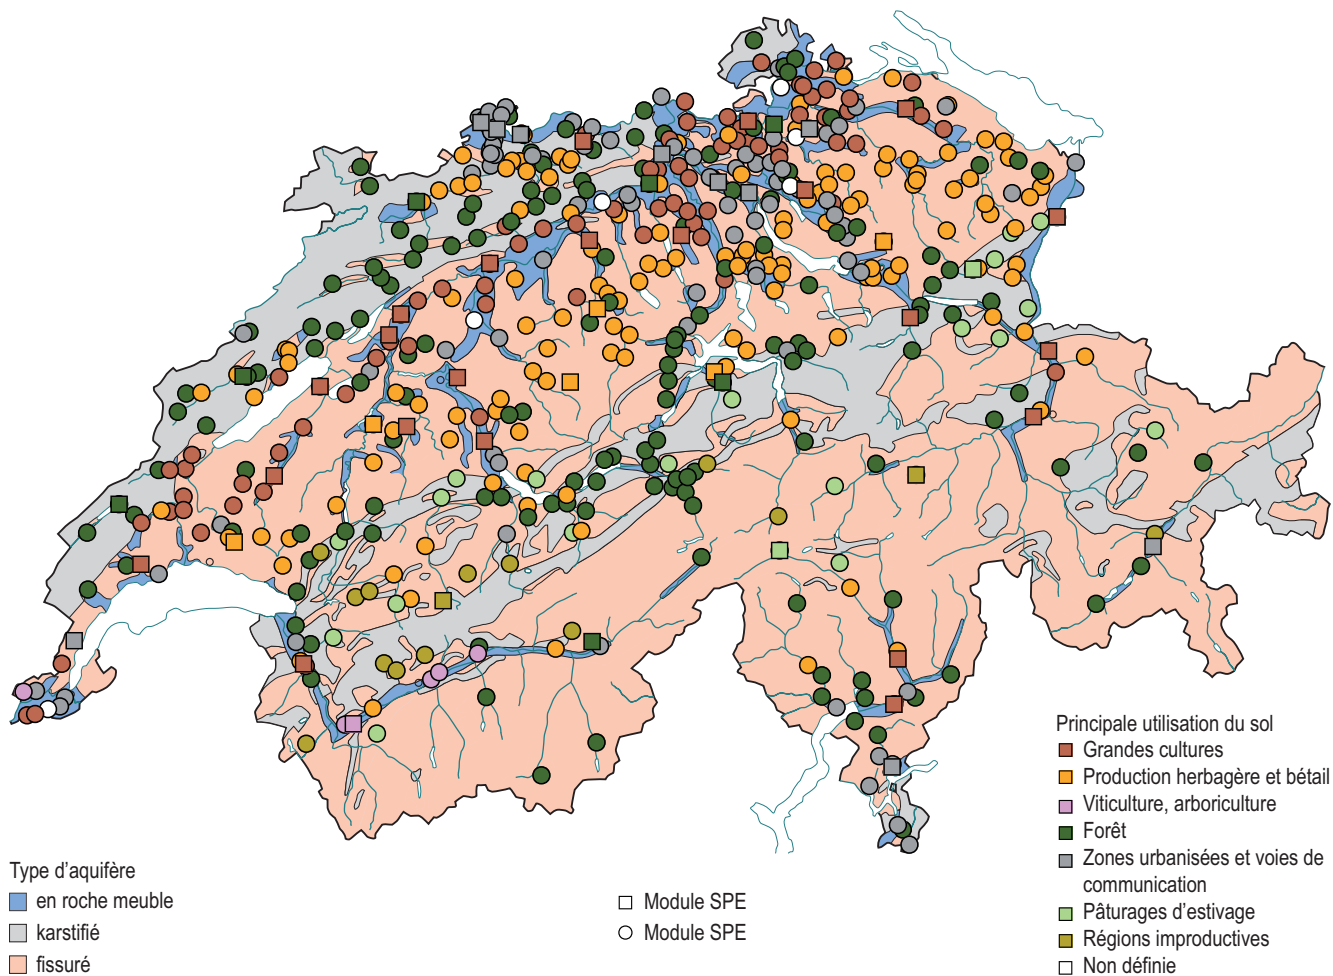 Principale utilisation du sol
Grandes cultures
Production herbagère et bétail
Viticulture, arboriculture
Forêt
Zones urbanisées et voies de
communication
Pâturages d'estivage
Régions improductives
Non définie
Type d'aquifère
en roche meuble
karstifié
fissuré
Module SPE
Module SPE